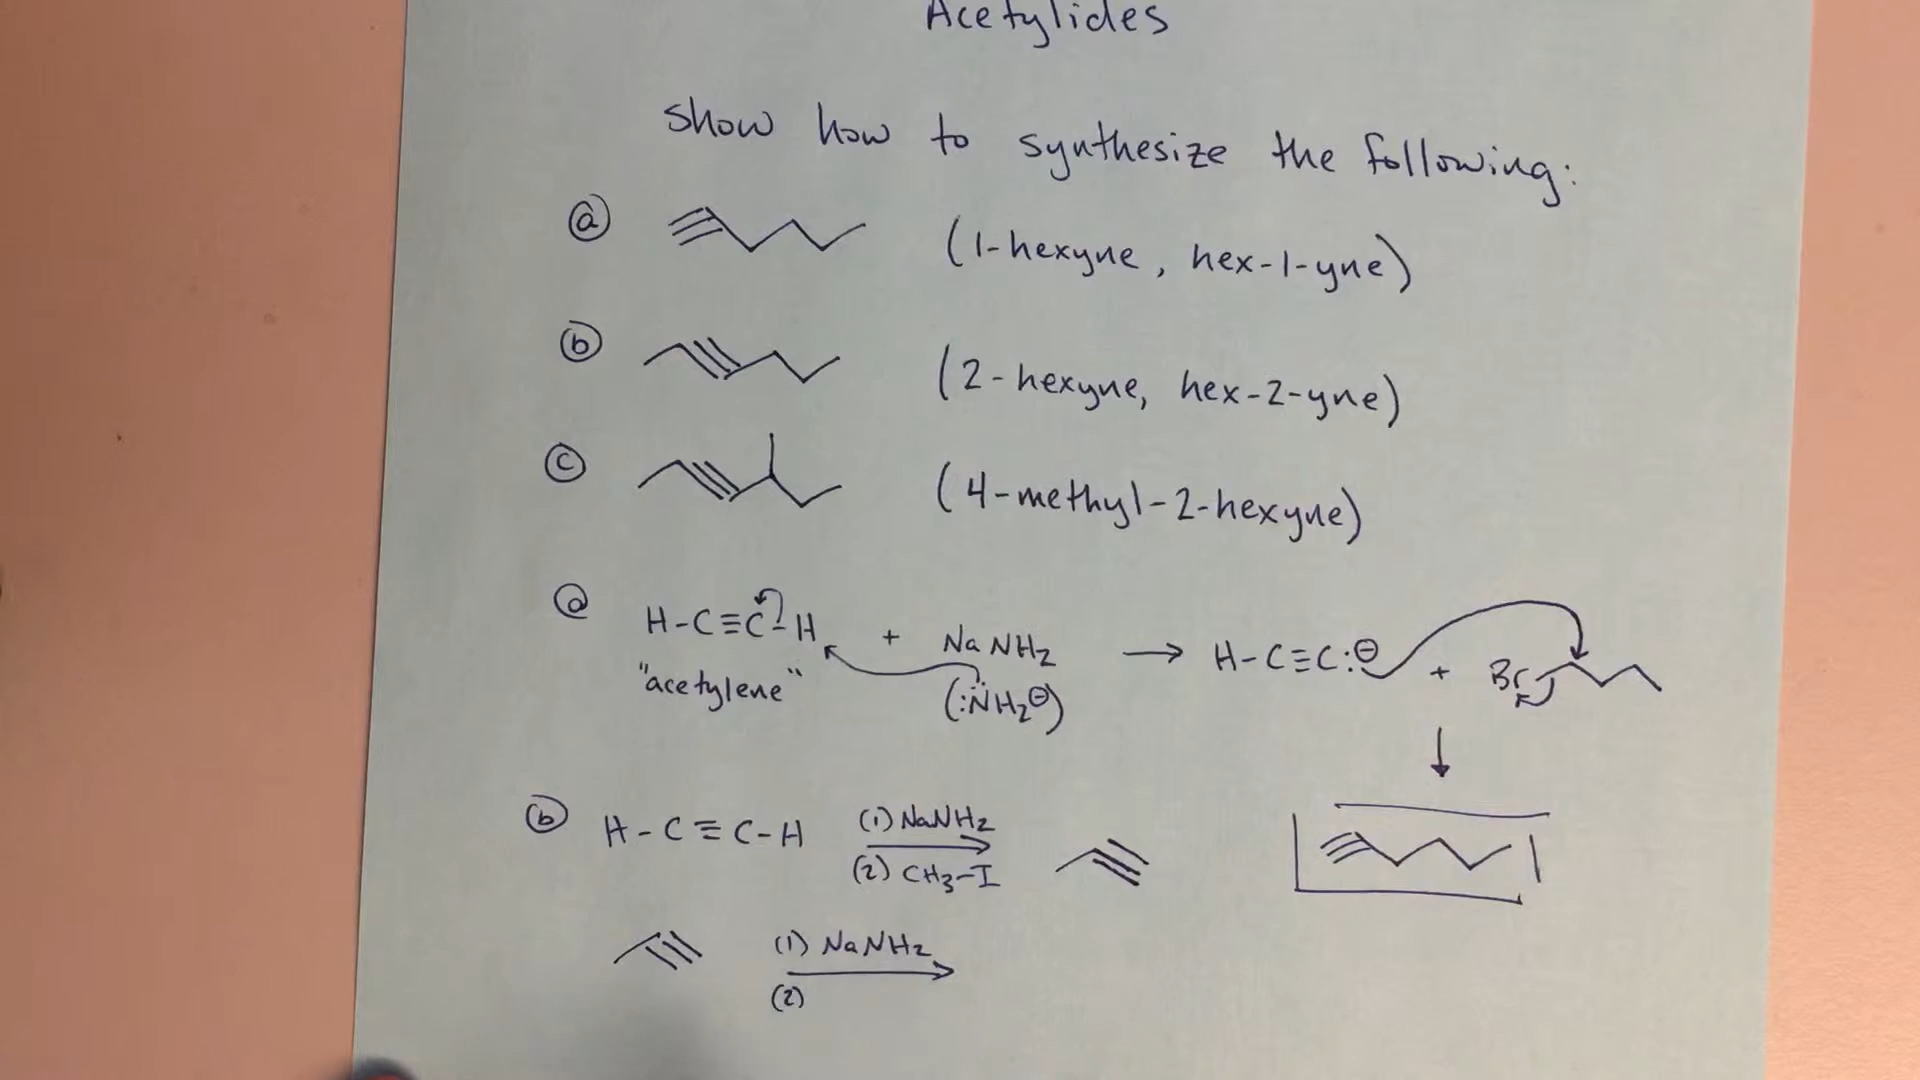 Acetylides
show how to synthesize the following:
ⓐ (1-hexyne, hex-1-yne)
ⓑ (2-hexyne, hex-2-yne)
ⓒ (4-methyl-2-hexyne)
ⓐ H-C≡C-H + NaNH₂ → H-C≡C:⊖ + Br
"acetylene" (:N̈H₂⊖)
↓
ⓑ H-C≡C-H (1) NaNH₂
(2) CH₃-I
(1) NaNH₂
(2)